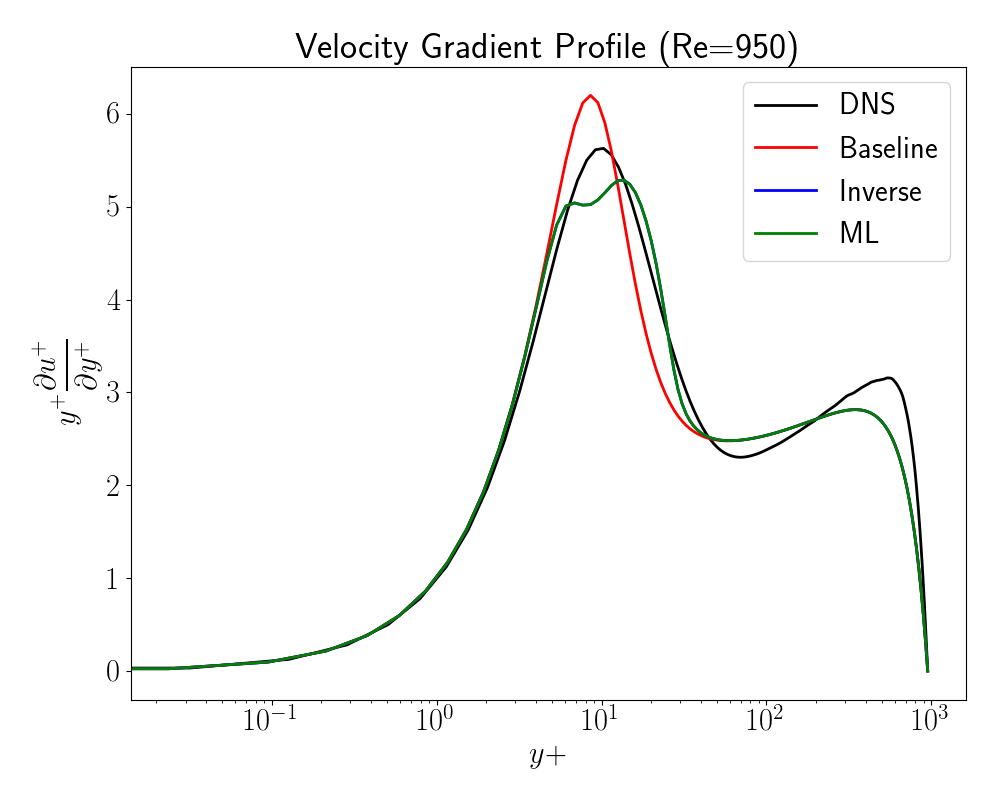 Velocity Gradient Profile (Re=950)
DNS
Baseline
Inverse
ML
6
5
4
3
2
1
0
y⁺ ∂u⁺/∂y⁺
10⁻¹ 10⁰ 10¹ 10² 10³
y+